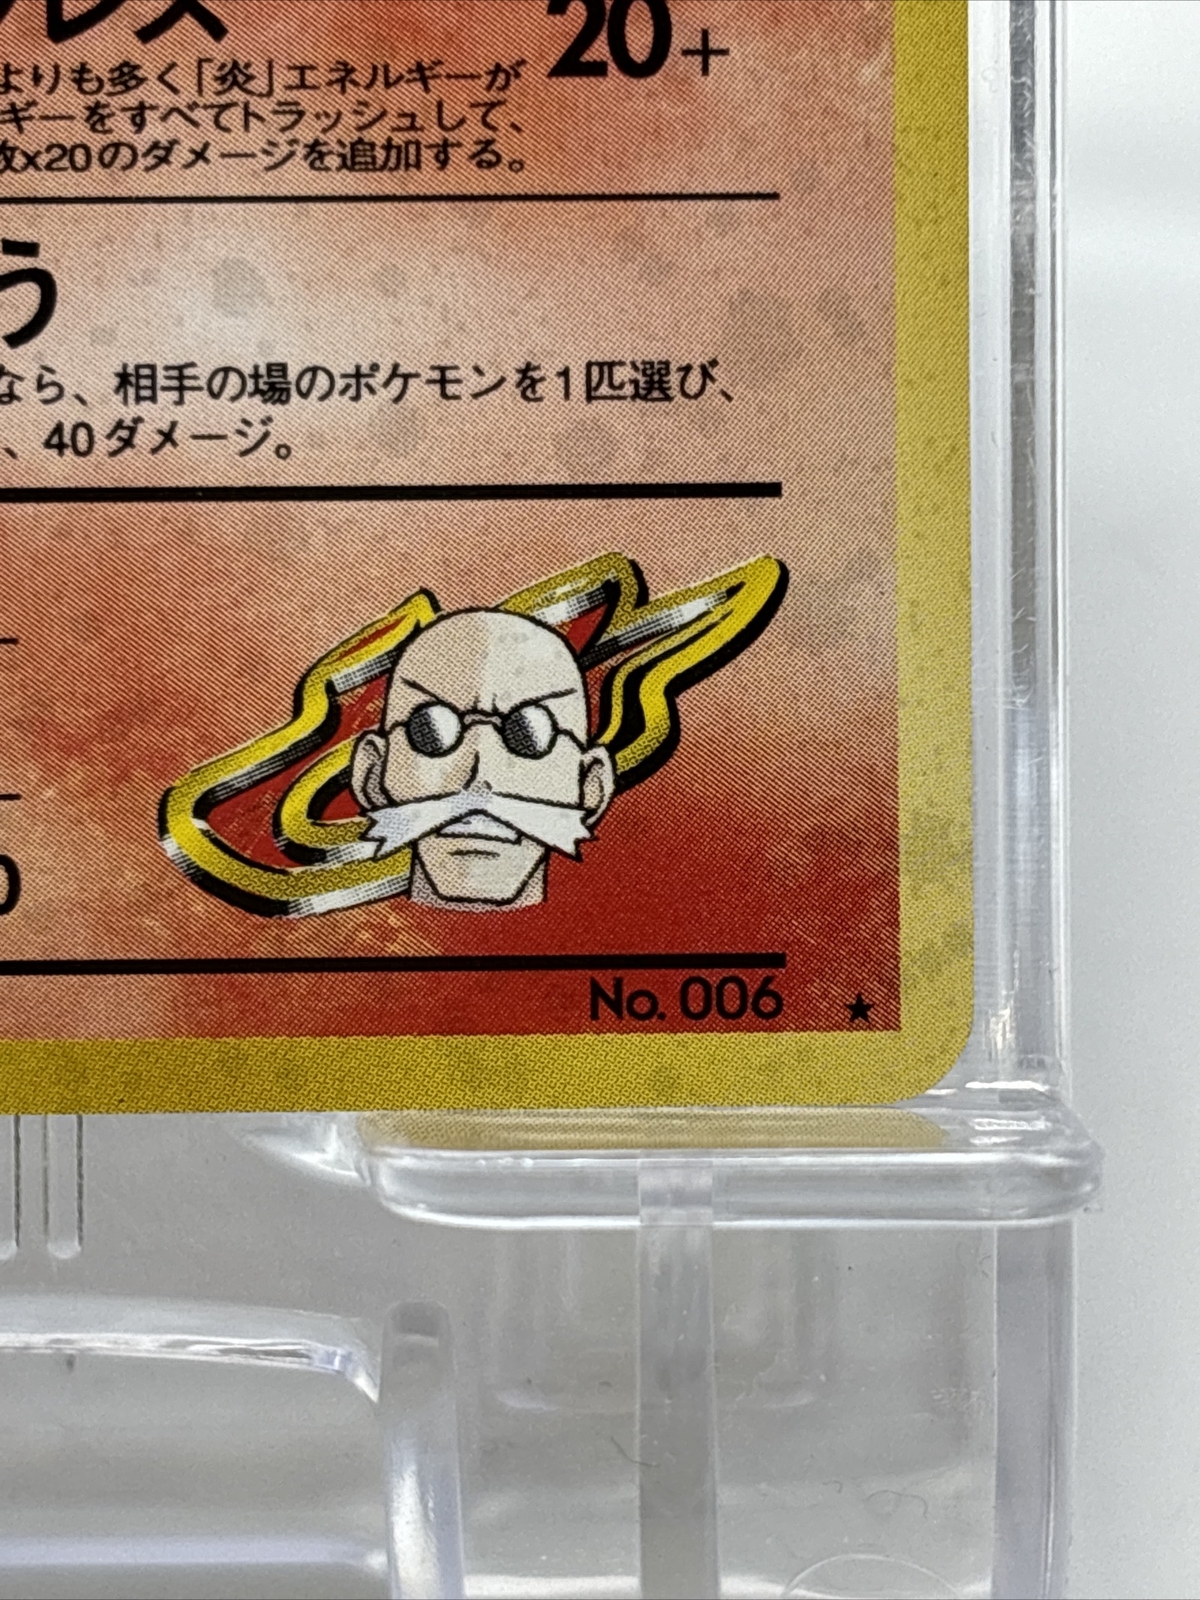 レス 20+
よりも多く「炎」エネルギーが
ギーをすべてトラッシュして、
数x20のダメージを追加する。
う
なら、相手の場のポケモンを1匹選び、
、40ダメージ。
0
No. 006 ★